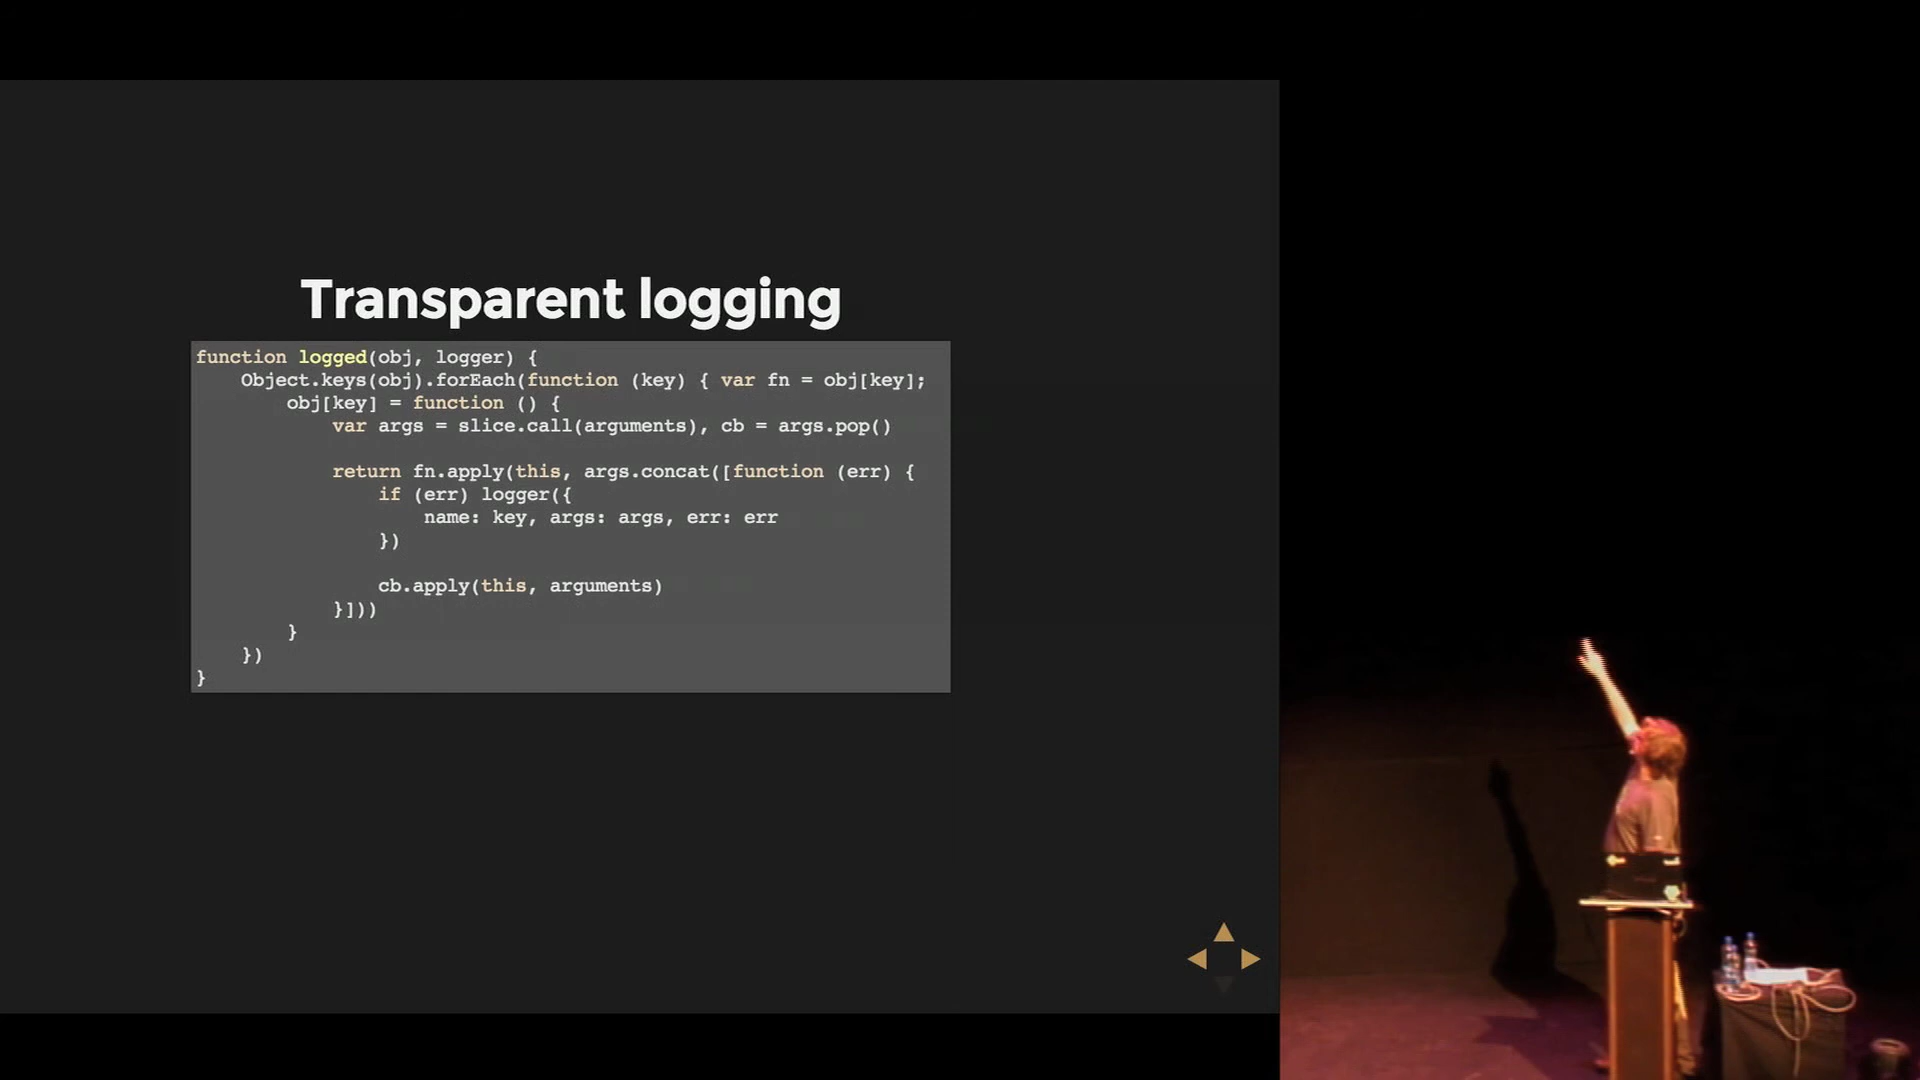 Transparent logging
function logged(obj, logger) {
    Object.keys(obj).forEach(function (key) { var fn = obj[key];
        obj[key] = function () {
            var args = slice.call(arguments), cb = args.pop()
            return fn.apply(this, args.concat([function (err) {
                if (err) logger({
                    name: key, args: args, err: err
                })
                cb.apply(this, arguments)
            }]))
        }
    })
}